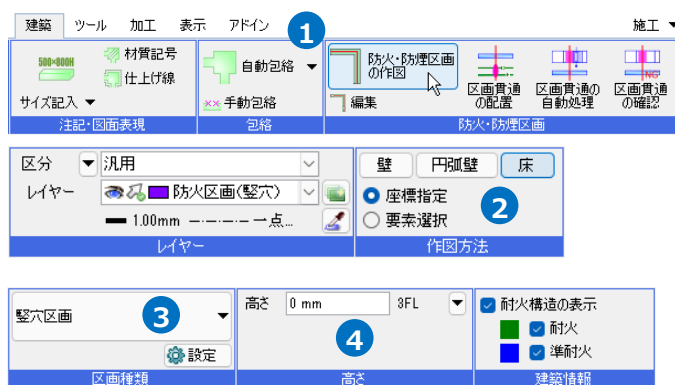 建築 ツール 加工 表示 アドイン 1 施工 ▼
500×800H 材質記号 自動包絡 ▼ 防火・防煙区画の作図
仕上げ線
サイズ記入 ▼ ×× 手動包絡 編集 区画貫通の配置 区画貫通の自動処理 NG 区画貫通の確認
注記・図面表現 包絡 防火・防煙区画
区分 ▼ 汎用 壁 円弧壁 床
レイヤー 防火区画(竪穴) 座標指定 2
1.00mm 一点... 要素選択
レイヤー 作図方法
竪穴区画 3 ▼ 高さ 0 mm 3FL ▼ 耐火構造の表示
4 耐火
設定 準耐火
区画種類 高さ 建築情報